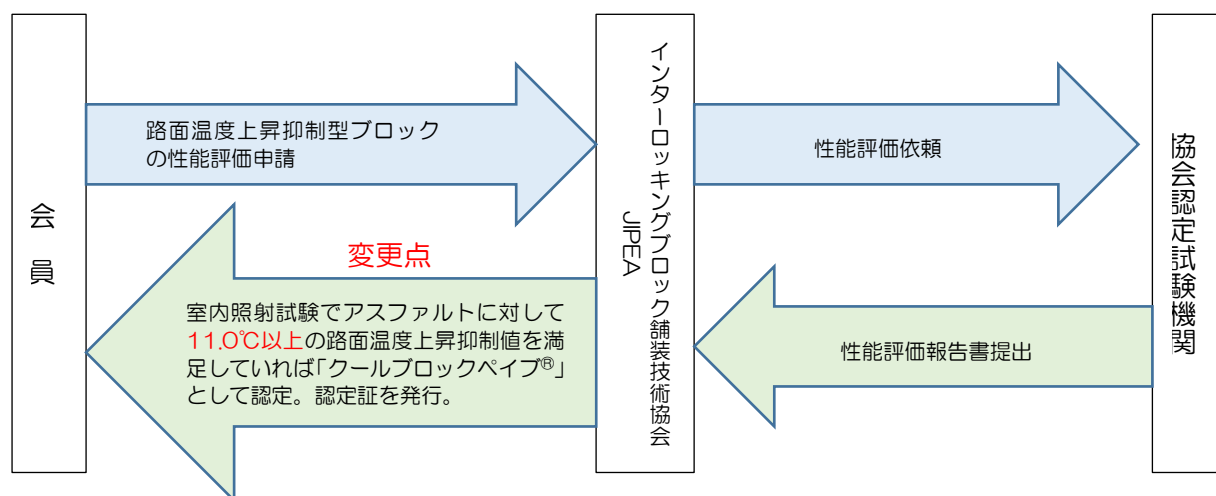 会員
路面温度上昇抑制型ブロック
の性能評価申請
変更点
室内照射試験でアスファルトに対して
11.0℃以上の路面温度上昇抑制値を満
足していれば「クールブロックペイブ®」
として認定。認定証を発行。
インターロッキングブロック舗装技術協会
JIPEA
性能評価依頼
性能評価報告書提出
協会認定試験機関